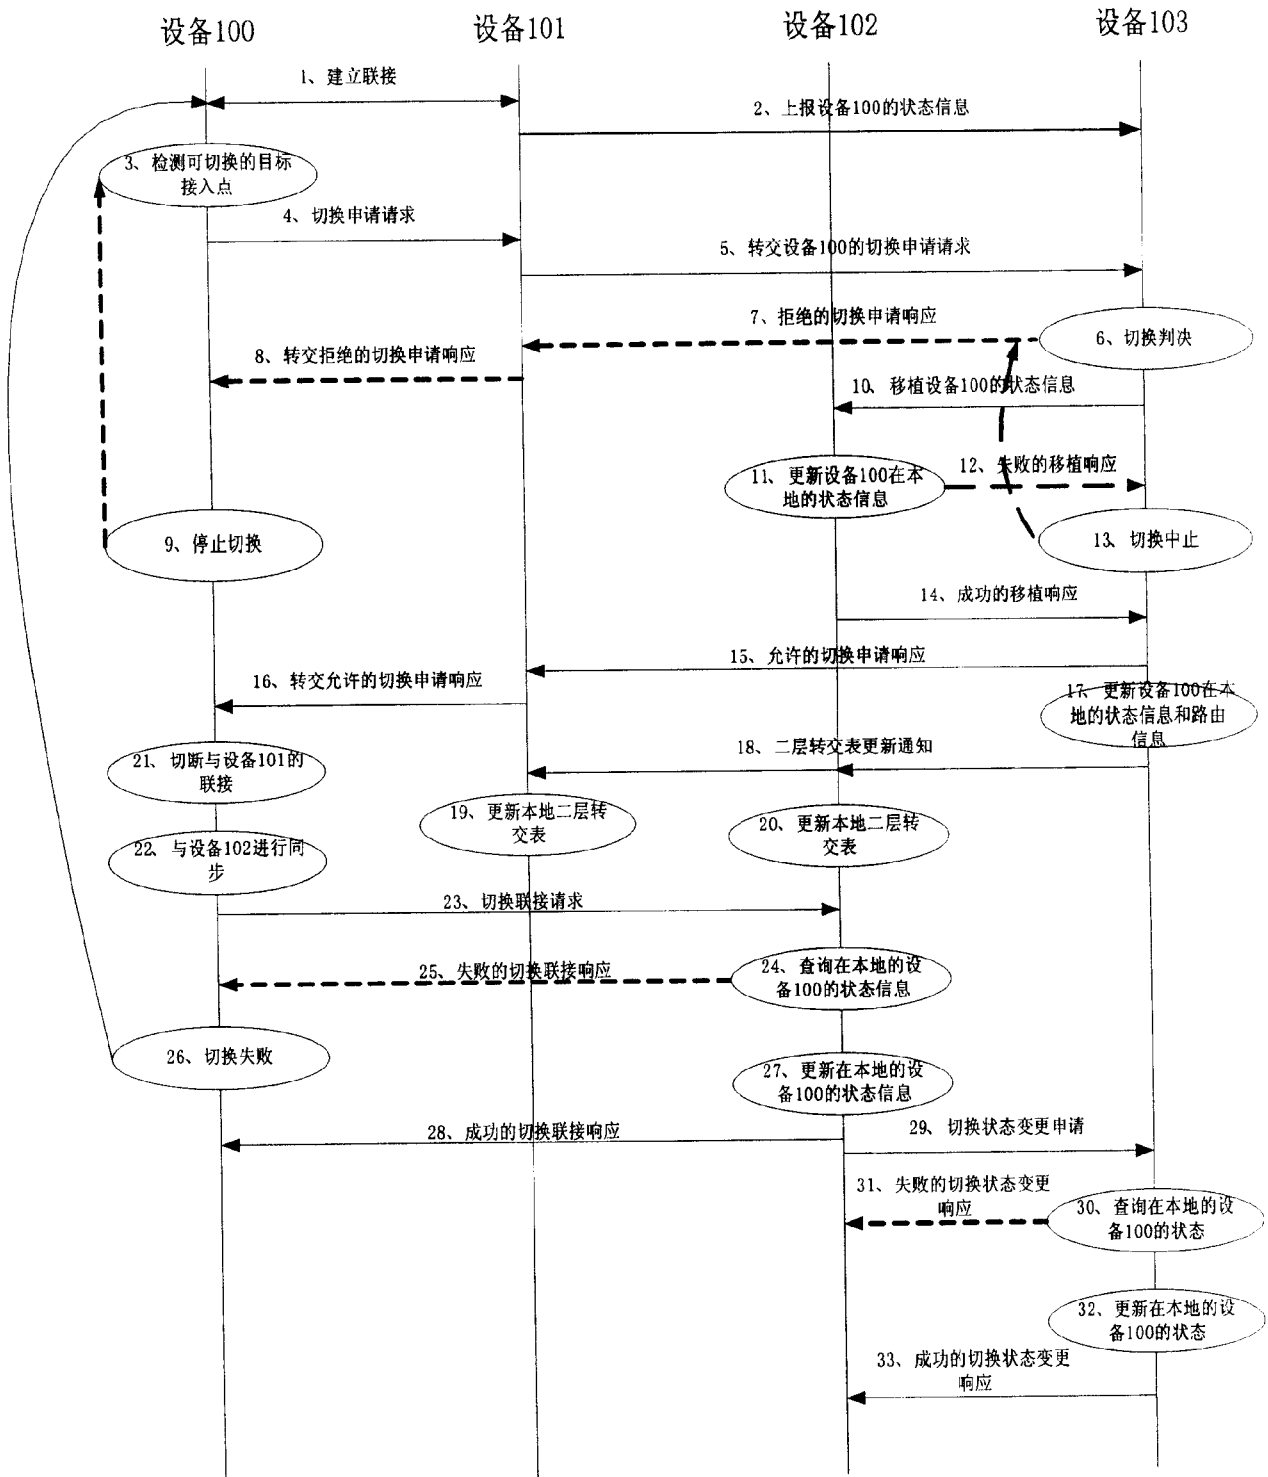 设备100
设备101
设备102
设备103
1、建立联接
2、上报设备100的状态信息
3、检测可切换的目标
接入点
4、切换申请请求
5、转交设备100的切换申请请求
6、切换判决
7、拒绝的切换申请响应
8、转交拒绝的切换申请响应
10、移植设备100的状态信息
11、更新设备100在本
地的状态信息
12、失败的移植响应
9、停止切换
13、切换中止
14、成功的移植响应
15、允许的切换申请响应
16、转交允许的切换申请响应
17、更新设备100在本
地的状态信息和路由
信息
18、二层转交表更新通知
21、切断与设备101的
联接
19、更新本地二层转
交表
20、更新本地二层转
交表
22、与设备102进行同
步
23、切换联接请求
24、查询在本地的设
备100的状态信息
25、失败的切换联接响应
26、切换失败
27、更新在本地的设
备100的状态信息
28、成功的切换联接响应
29、切换状态变更申请
31、失败的切换状态变更
响应
30、查询在本地的设
备100的状态
32、更新在本地的设
备100的状态
33、成功的切换状态变更
响应